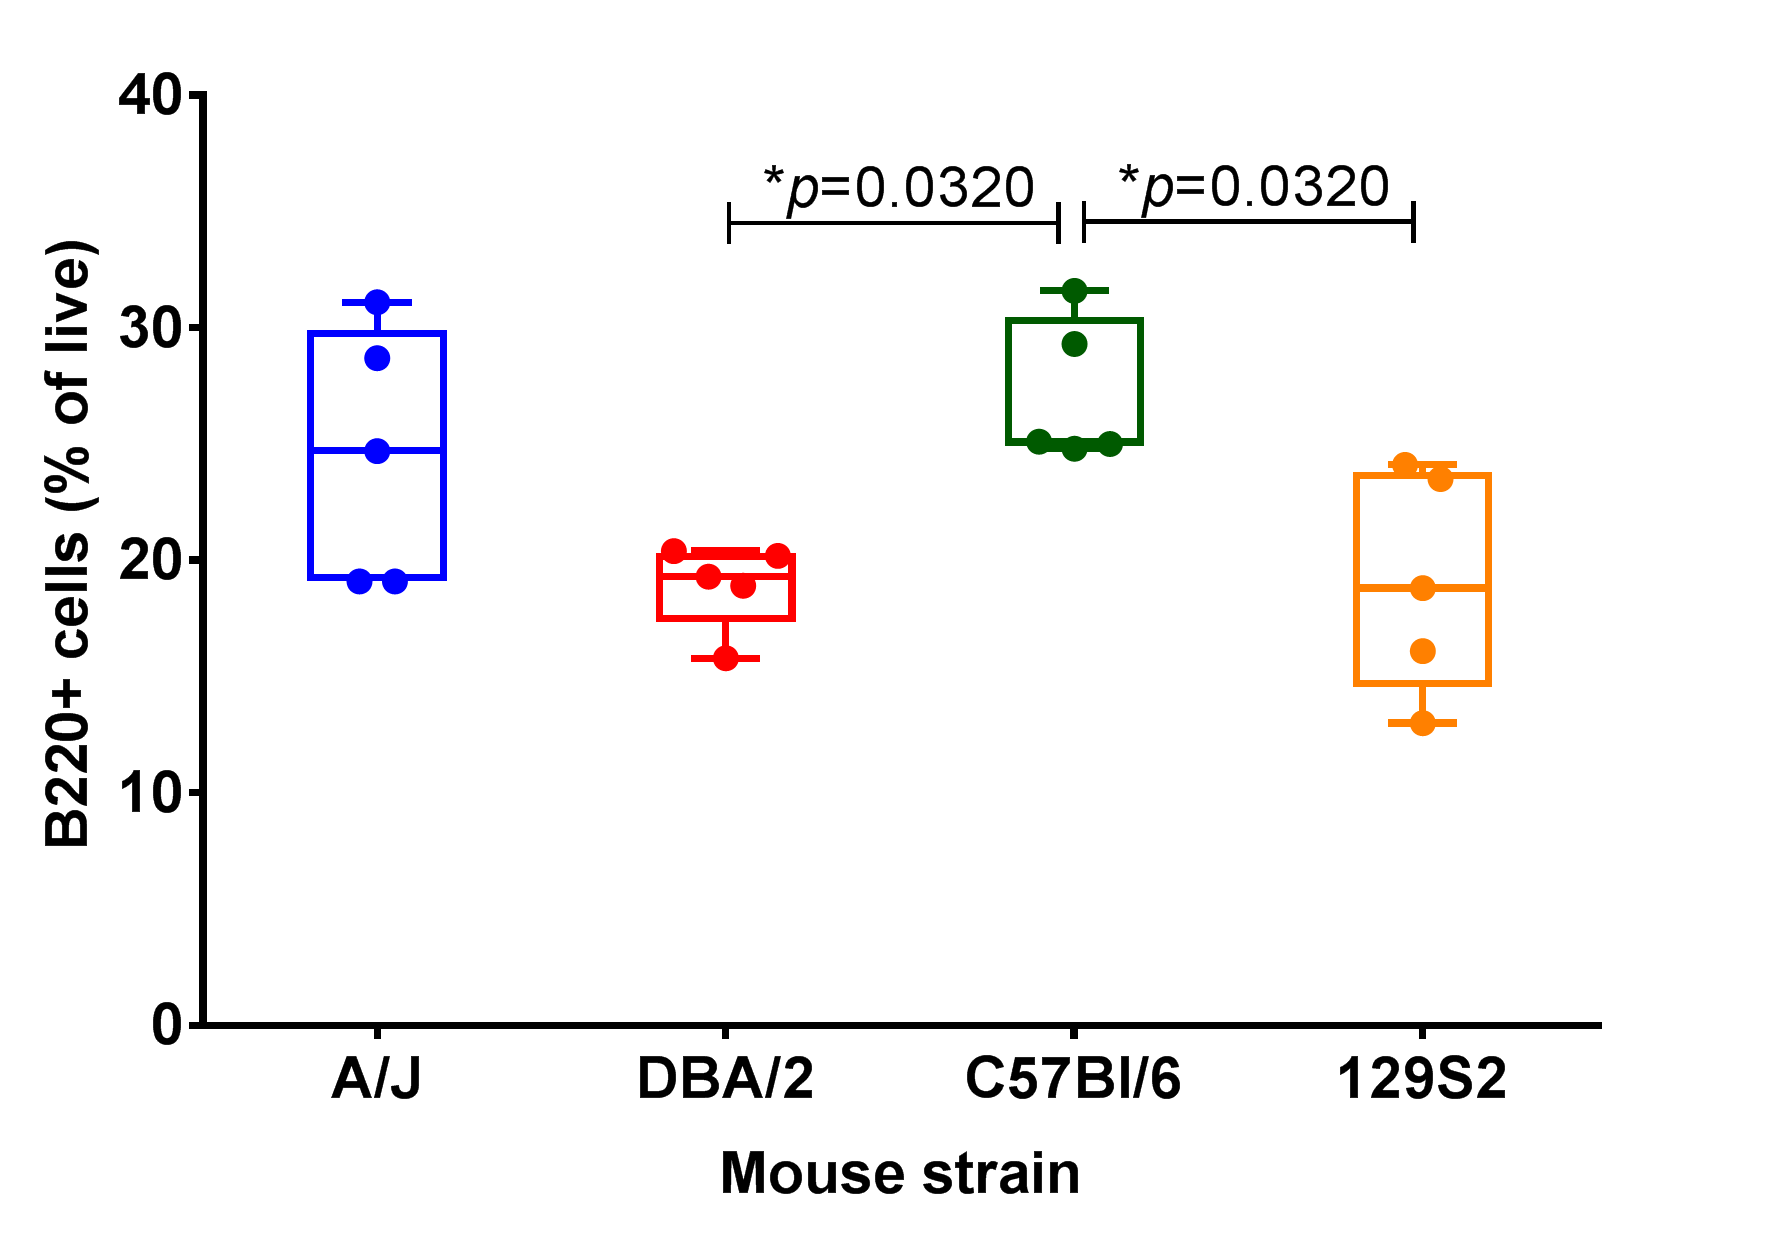 40
*p=0.0320 *p=0.0320
30
20
10
0
B220+ cells (% of live)
A/J DBA/2 C57Bl/6 129S2
Mouse strain